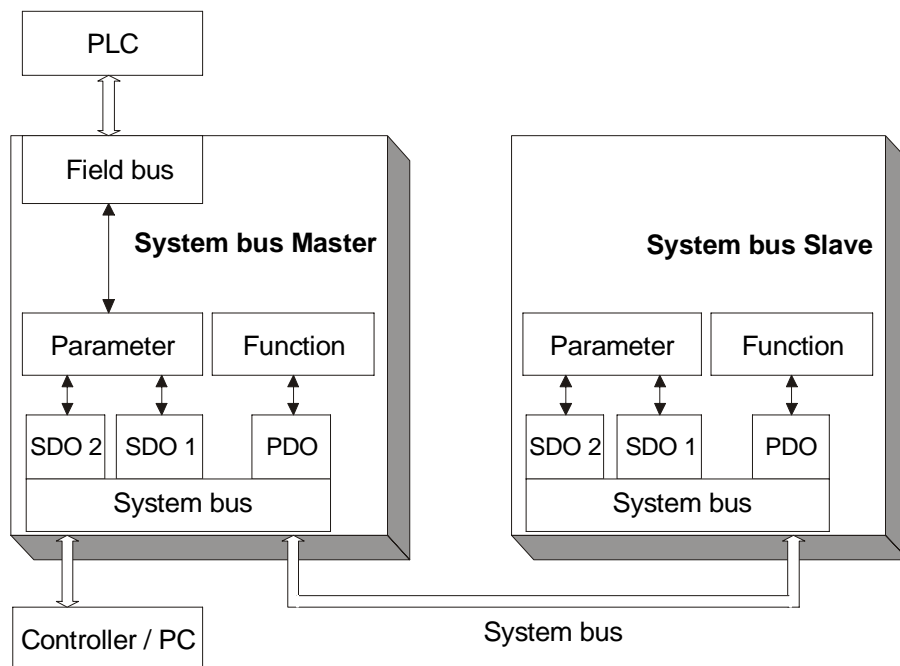 PLC
Field bus
System bus Master
Parameter
Function
SDO 2
SDO 1
PDO
System bus
System bus Slave
Parameter
Function
SDO 2
SDO 1
PDO
System bus
Controller / PC
System bus